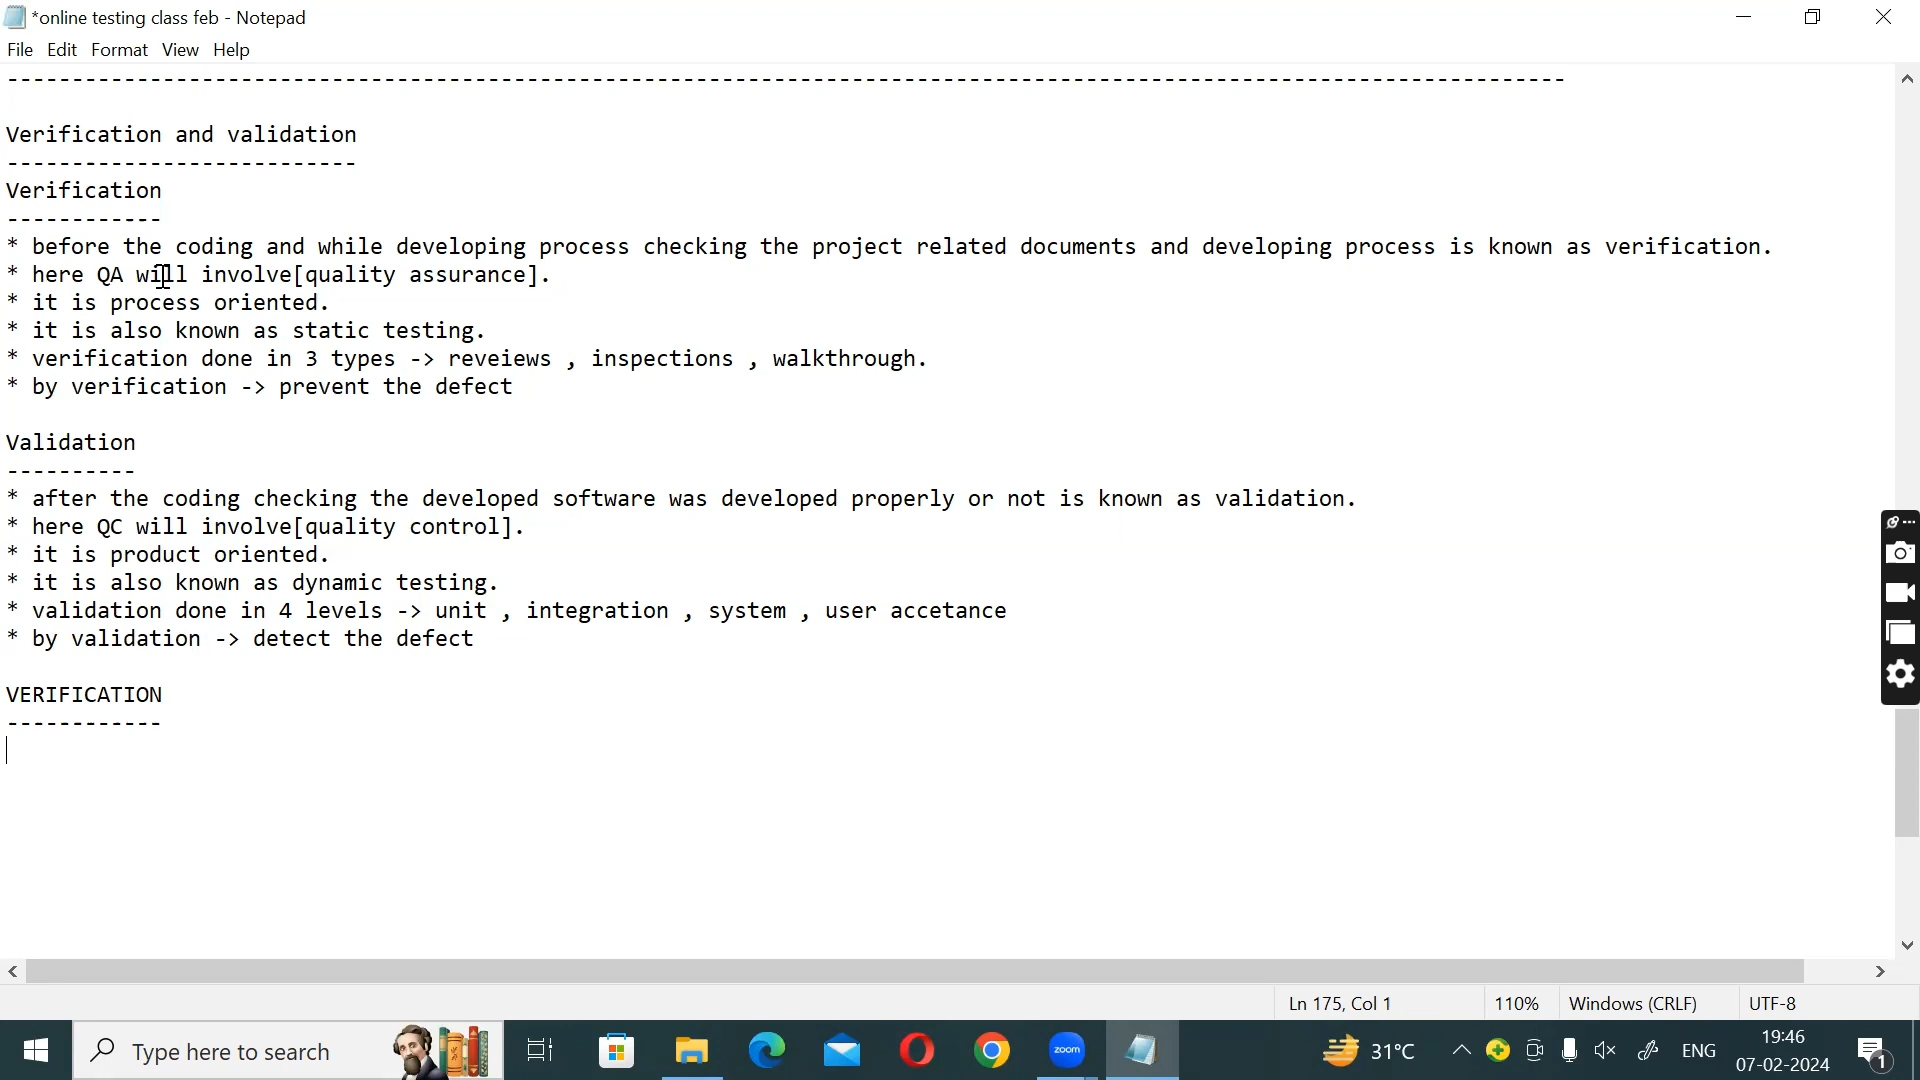 *online testing class feb - Notepad
File Edit Format View Help
------------------------------------------------------------------------------------------------------------------------
Verification and validation
---------------------------
Verification
------------
* before the coding and while developing process checking the project related documents and developing process is known as verification.
* here QA will involve[quality assurance].
* it is process oriented.
* it is also known as static testing.
* verification done in 3 types -> reveiews , inspections , walkthrough.
* by verification -> prevent the defect
Validation
----------
* after the coding checking the developed software was developed properly or not is known as validation.
* here QC will involve[quality control].
* it is product oriented.
* it is also known as dynamic testing.
* validation done in 4 levels -> unit , integration , system , user accetance
* by validation -> detect the defect
VERIFICATION
------------
Ln 175, Col 1 110% Windows (CRLF) UTF-8
Type here to search zoom 31°C ENG 19:46
07-02-2024 1